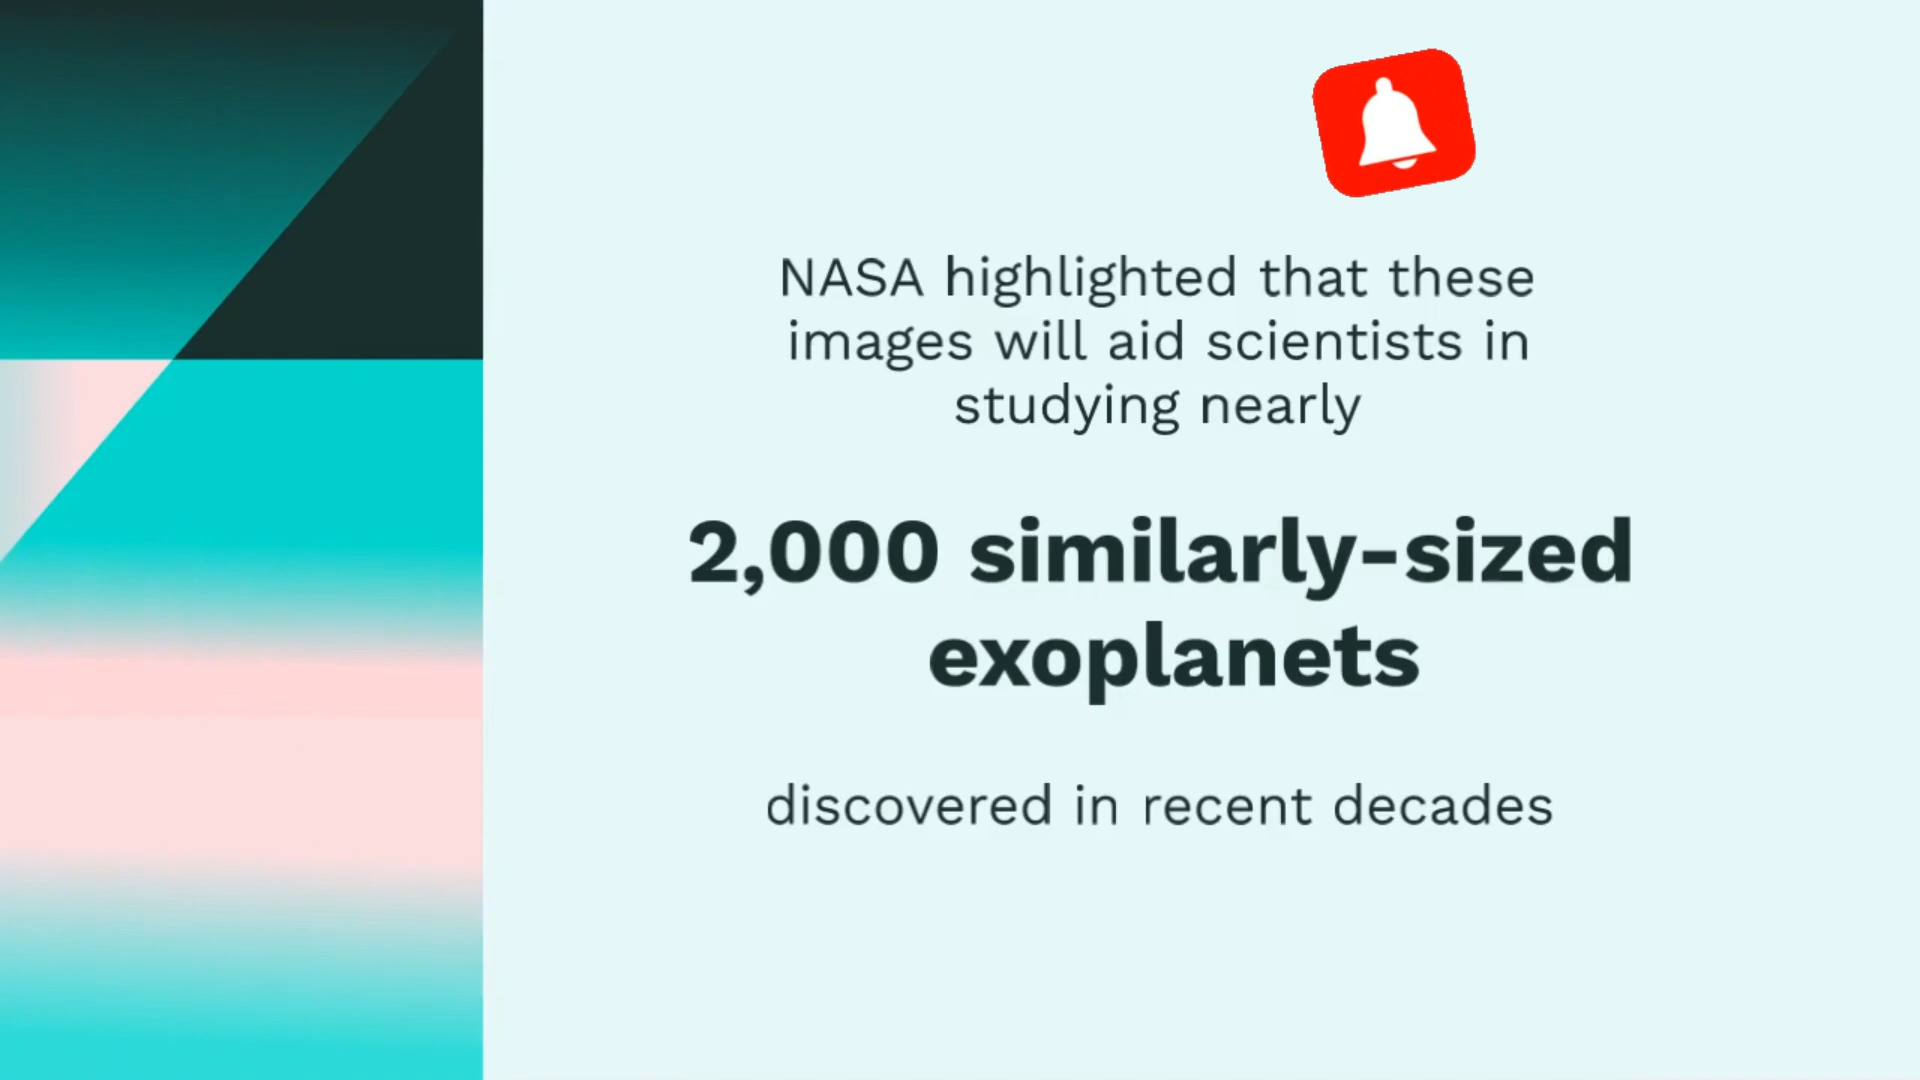 NASA highlighted that these
images will aid scientists in
studying nearly
2,000 similarly-sized
exoplanets
discovered in recent decades